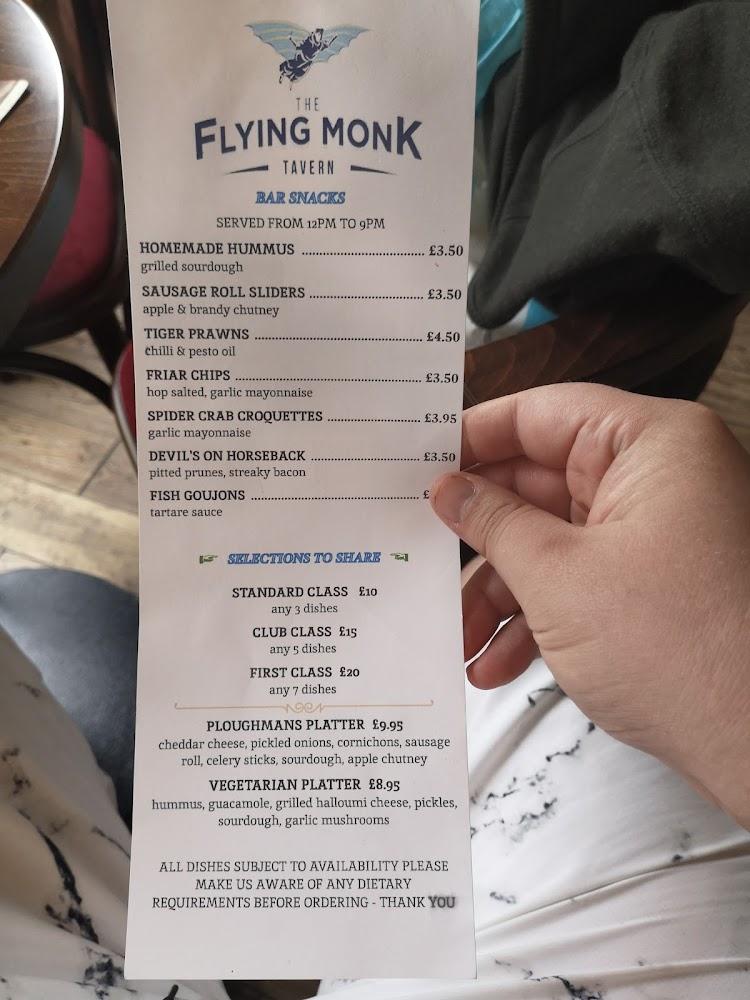 THE
FLYING MONK
TAVERN
BAR SNACKS
SERVED FROM 12PM TO 9PM
HOMEMADE HUMMUS ........................................ £3.50
grilled sourdough
SAUSAGE ROLL SLIDERS ........................................ £3.50
apple & brandy chutney
TIGER PRAWNS ........................................ £4.50
chilli & pesto oil
FRIAR CHIPS ........................................ £3.50
hop salted, garlic mayonnaise
SPIDER CRAB CROQUETTES ........................................ £3.95
garlic mayonnaise
DEVIL'S ON HORSEBACK ........................................ £3.50
pitted prunes, streaky bacon
FISH GOUJONS ........................................ £
tartare sauce
SELECTIONS TO SHARE
STANDARD CLASS £10
any 3 dishes
CLUB CLASS £15
any 5 dishes
FIRST CLASS £20
any 7 dishes
PLOUGHMANS PLATTER £9.95
cheddar cheese, pickled onions, cornichons, sausage
roll, celery sticks, sourdough, apple chutney
VEGETARIAN PLATTER £8.95
hummus, guacamole, grilled halloumi cheese, pickles,
sourdough, garlic mushrooms
ALL DISHES SUBJECT TO AVAILABILITY PLEASE
MAKE US AWARE OF ANY DIETARY
REQUIREMENTS BEFORE ORDERING - THANK YOU